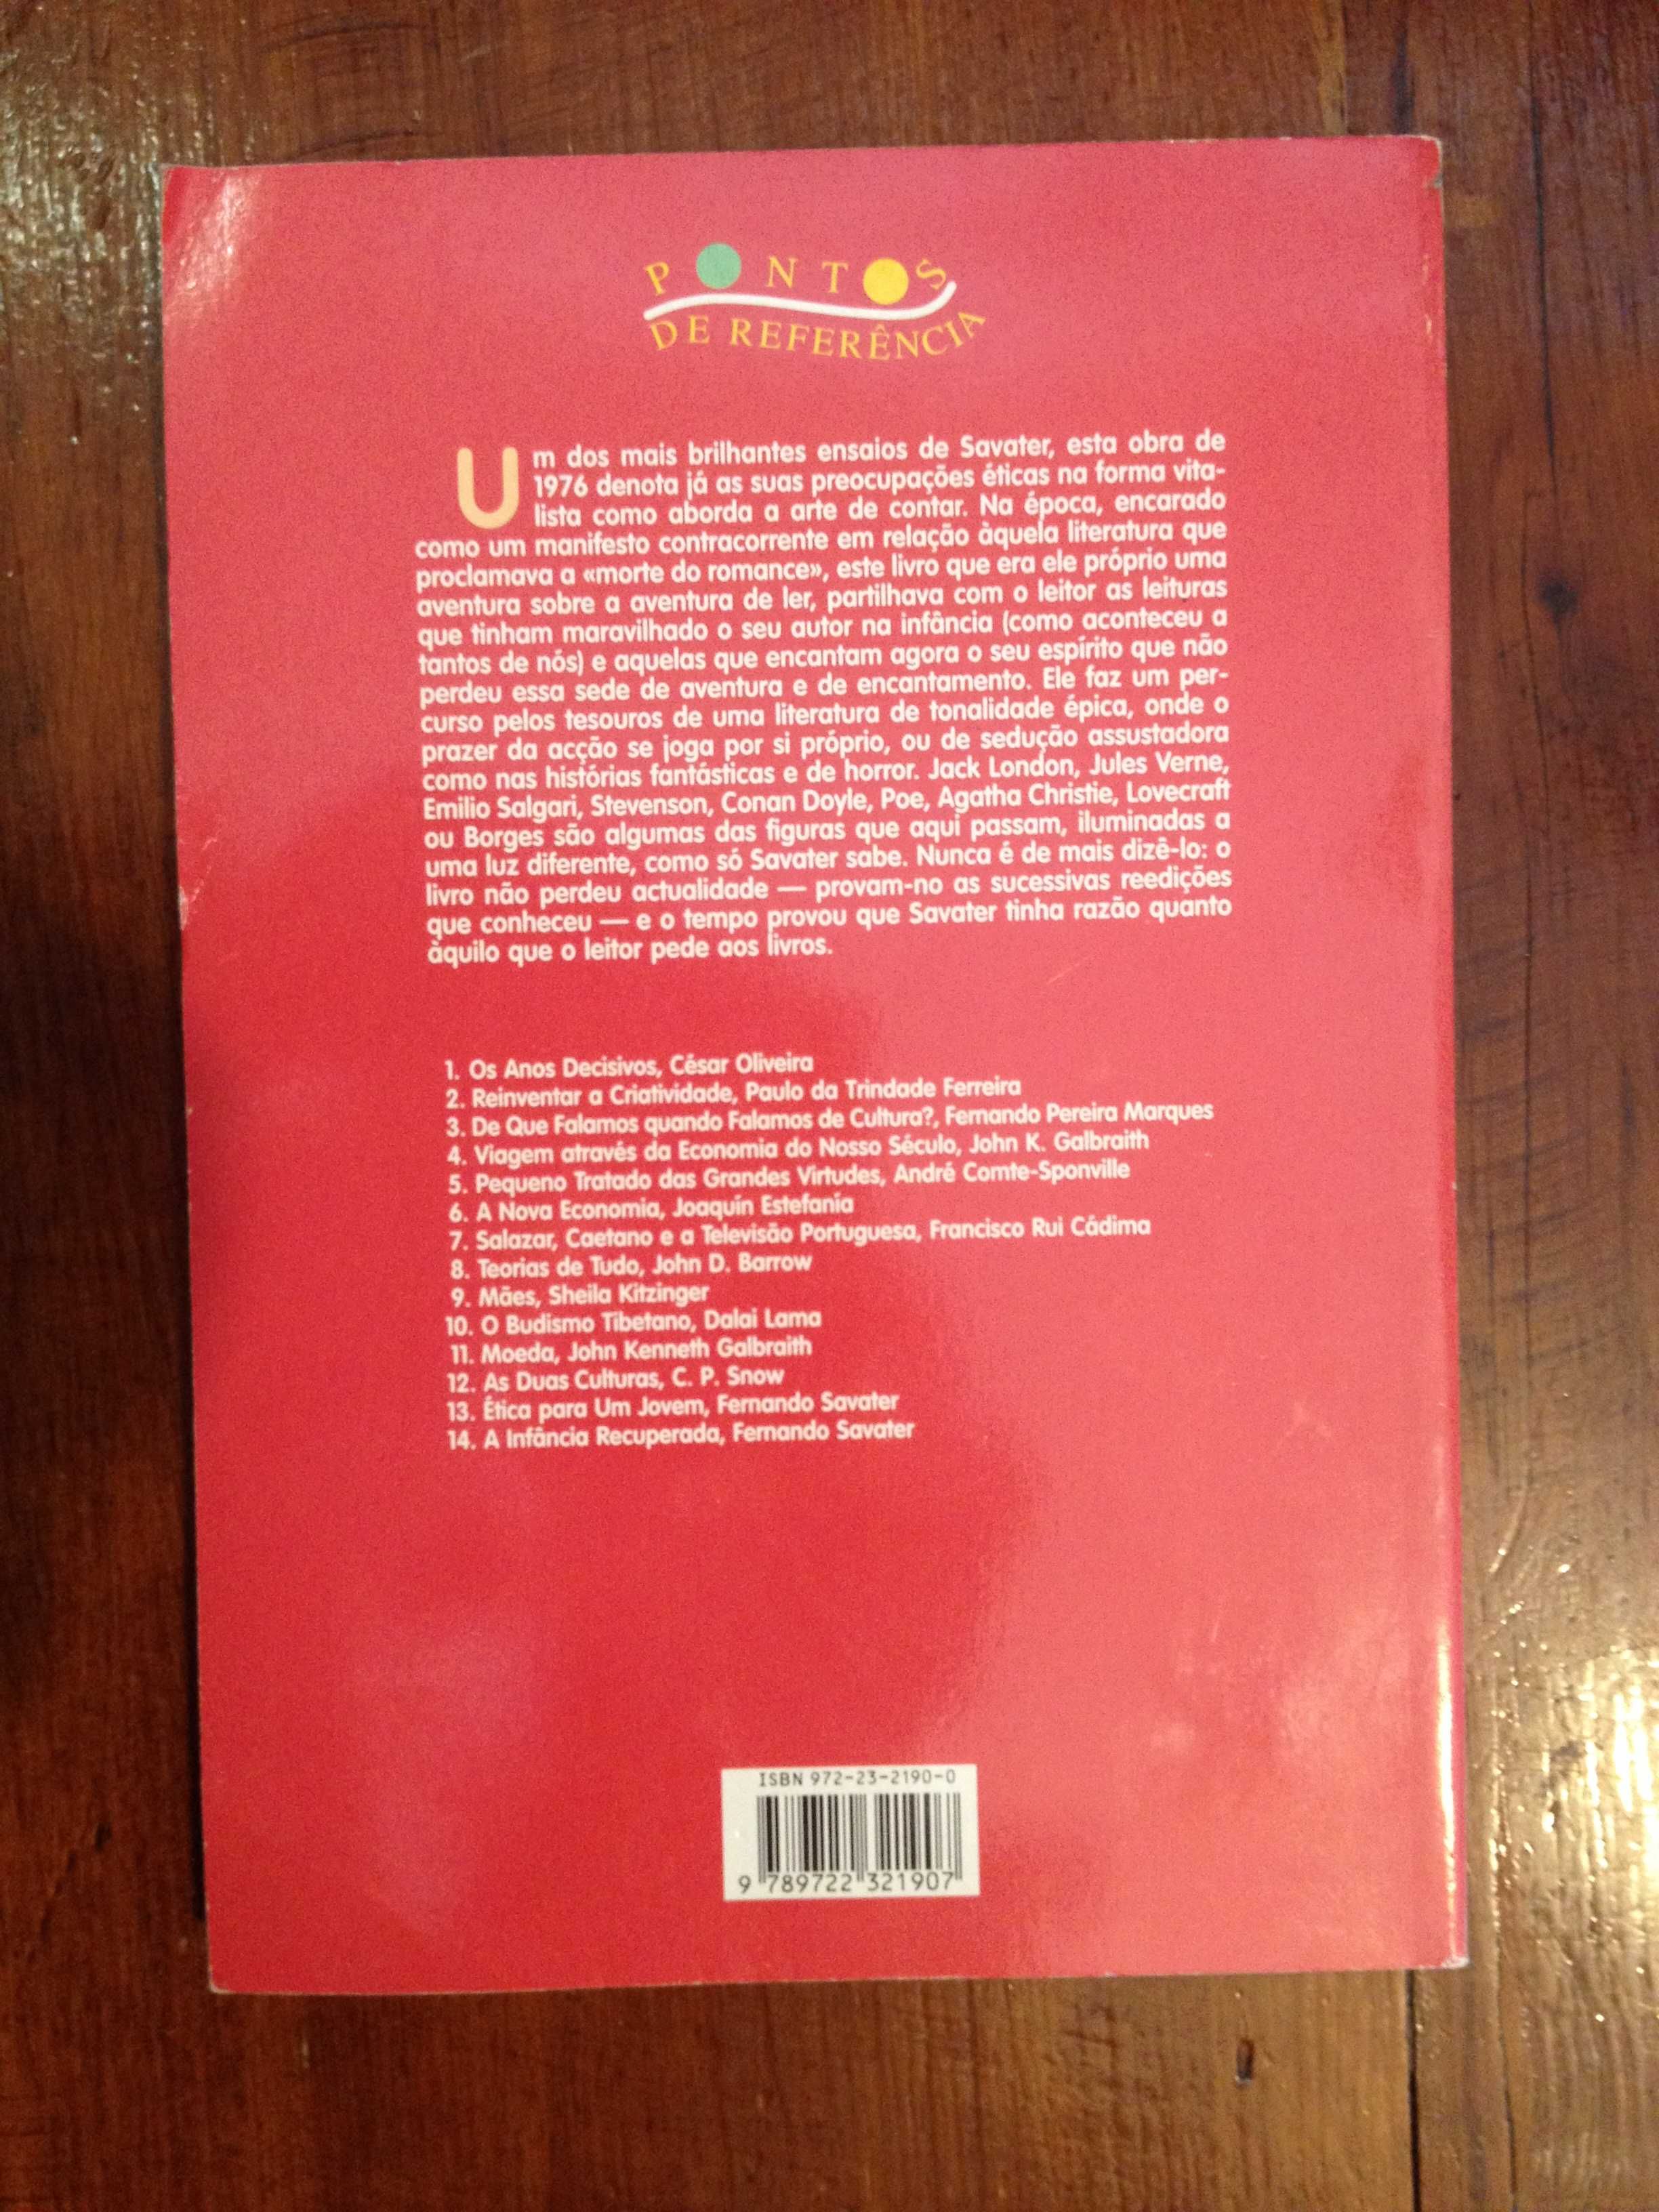 PONTOS
DE REFERÊNCIA
Um dos mais brilhantes ensaios de Savater, esta obra de
1976 denota já as suas preocupações éticas na forma vita-
lista como aborda a arte de contar. Na época, encarado
como um manifesto contracorrente em relação àquela literatura que
proclamava a «morte do romance», este livro que era ele próprio uma
aventura sobre a aventura de ler, partilhava com o leitor as leituras
que tinham maravilhado o seu autor na infância (como aconteceu a
tantos de nós) e aquelas que encantam agora o seu espírito que não
perdeu essa sede de aventura e de encantamento. Ele faz um per-
curso pelos tesouros de uma literatura de tonalidade épica, onde o
prazer da acção se joga por si próprio, ou de sedução assustadora
como nas histórias fantásticas e de horror. Jack London, Jules Verne,
Emilio Salgari, Stevenson, Conan Doyle, Poe, Agatha Christie, Lovecraft
ou Borges são algumas das figuras que aqui passam, iluminadas a
uma luz diferente, como só Savater sabe. Nunca é de mais dizê-lo: o
livro não perdeu actualidade — provam-no as sucessivas reedições
que conheceu — e o tempo provou que Savater tinha razão quanto
àquilo que o leitor pede aos livros.
1. Os Anos Decisivos, César Oliveira
2. Reinventar a Criatividade, Paulo da Trindade Ferreira
3. De Que Falamos quando Falamos de Cultura?, Fernando Pereira Marques
4. Viagem através da Economia do Nosso Século, John K. Galbraith
5. Pequeno Tratado das Grandes Virtudes, André Comte-Sponville
6. A Nova Economia, Joaquín Estefanía
7. Salazar, Caetano e a Televisão Portuguesa, Francisco Rui Cádima
8. Teorias de Tudo, John D. Barrow
9. Mães, Sheila Kitzinger
10. O Budismo Tibetano, Dalai Lama
11. Moeda, John Kenneth Galbraith
12. As Duas Culturas, C. P. Snow
13. Ética para Um Jovem, Fernando Savater
14. A Infância Recuperada, Fernando Savater
ISBN 972-23-2190-0
9 789722 321907